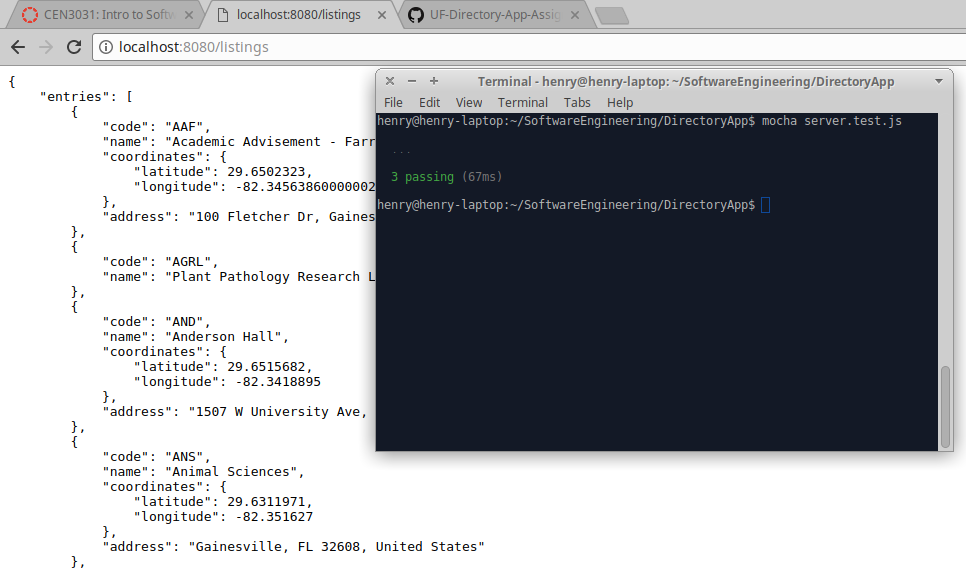 CEN3031: Intro to Softw
localhost:8080/listings
UF-Directory-App-Assig
localhost:8080/listings
{
"entries": [
{
"code": "AAF",
"name": "Academic Advisement - Farr
"coordinates": {
"latitude": 29.6502323,
"longitude": -82.34563860000002
},
"address": "100 Fletcher Dr, Gaines
},
{
"code": "AGRL",
"name": "Plant Pathology Research L
},
{
"code": "AND",
"name": "Anderson Hall",
"coordinates": {
"latitude": 29.6515682,
"longitude": -82.3418895
},
"address": "1507 W University Ave,
},
{
"code": "ANS",
"name": "Animal Sciences",
"coordinates": {
"latitude": 29.6311971,
"longitude": -82.351627
},
"address": "Gainesville, FL 32608, United States"
},
Terminal - henry@henry-laptop: ~/SoftwareEngineering/DirectoryApp
File Edit View Terminal Tabs Help
henry@henry-laptop:~/SoftwareEngineering/DirectoryApp$ mocha server.test.js
...
3 passing (67ms)
henry@henry-laptop:~/SoftwareEngineering/DirectoryApp$